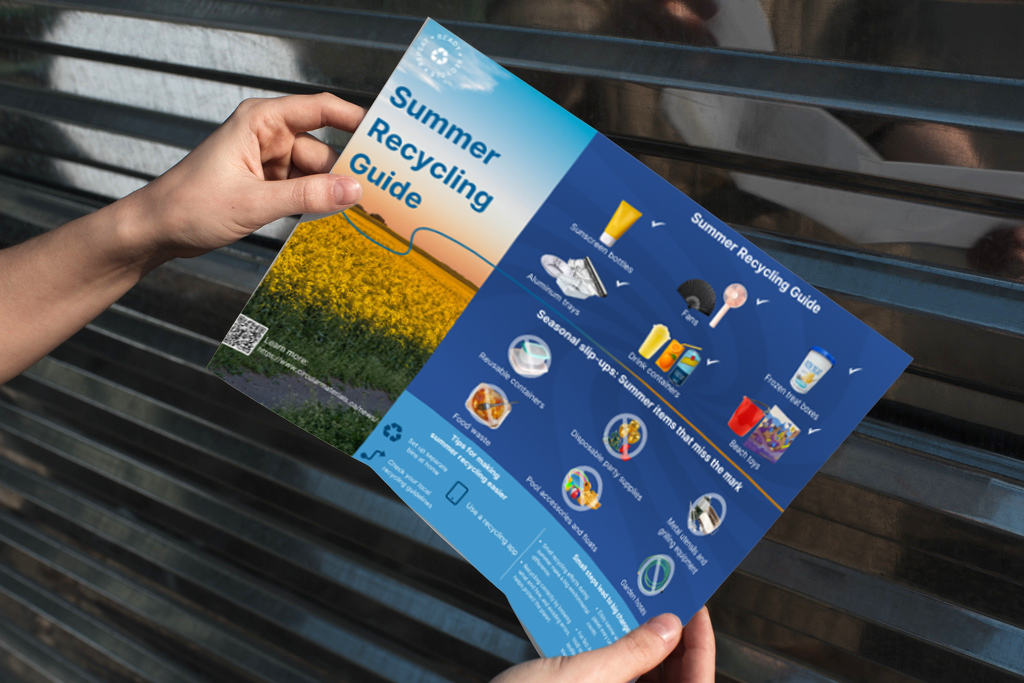 READY
Summer
Recycling
Guide
Learn more:
Summer Recycling Guide
Sunscreen bottles
Aluminum trays
Fans
Drink containers
Frozen treat boxes
Beach toys
Seasonal slip-ups: Summer items that miss the mark
Reusable containers
Food waste
Disposable party supplies
Pool accessories and floats
Metal utensils and
grilling equipment
Garden hoses
Tips for making
summer recycling easier
Set up separate
bins at home
Check your local
recycling guidelines
Use a recycling app
Small steps lead to big things